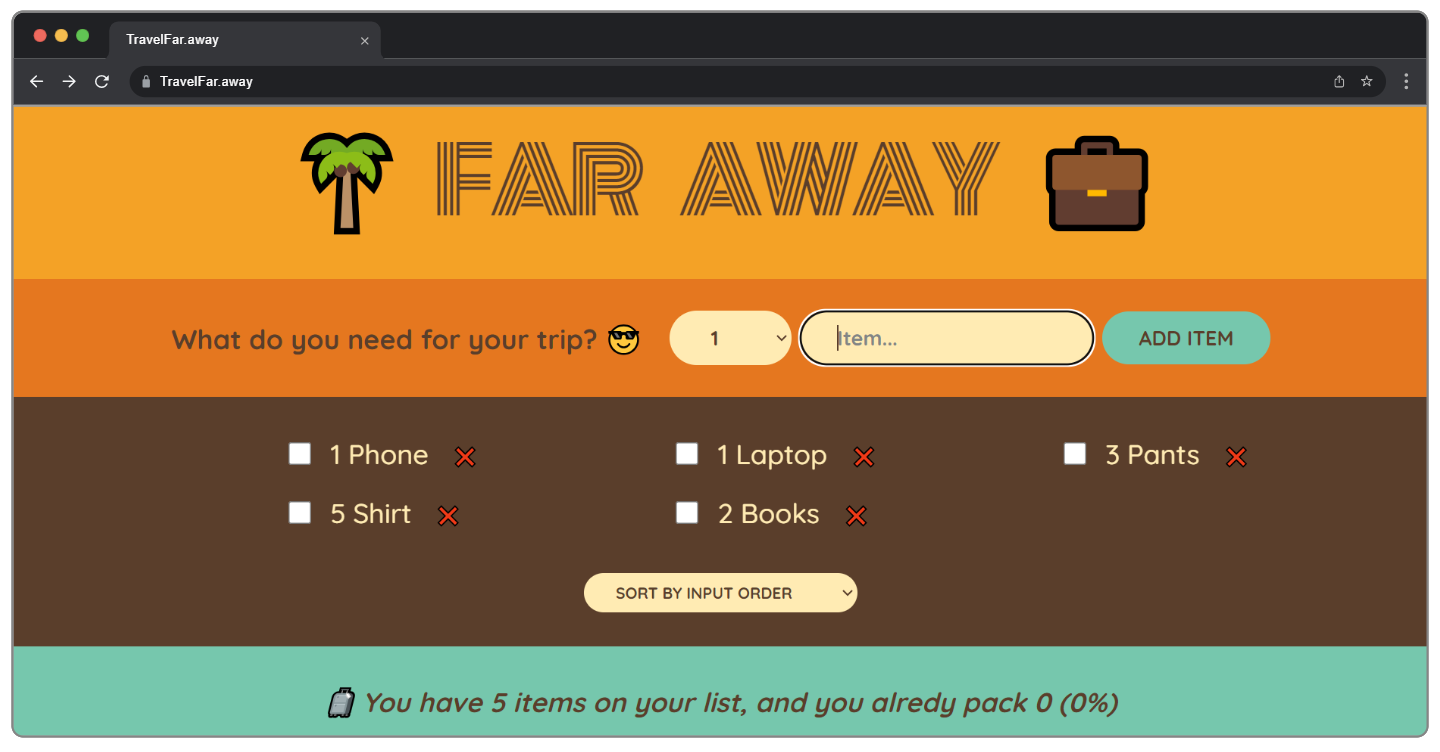 TravelFar.away
TravelFar.away
FAR AWAY
What do you need for your trip? 1 Item... ADD ITEM
1 Phone 1 Laptop 3 Pants
5 Shirt 2 Books
SORT BY INPUT ORDER
You have 5 items on your list, and you alredy pack 0 (0%)